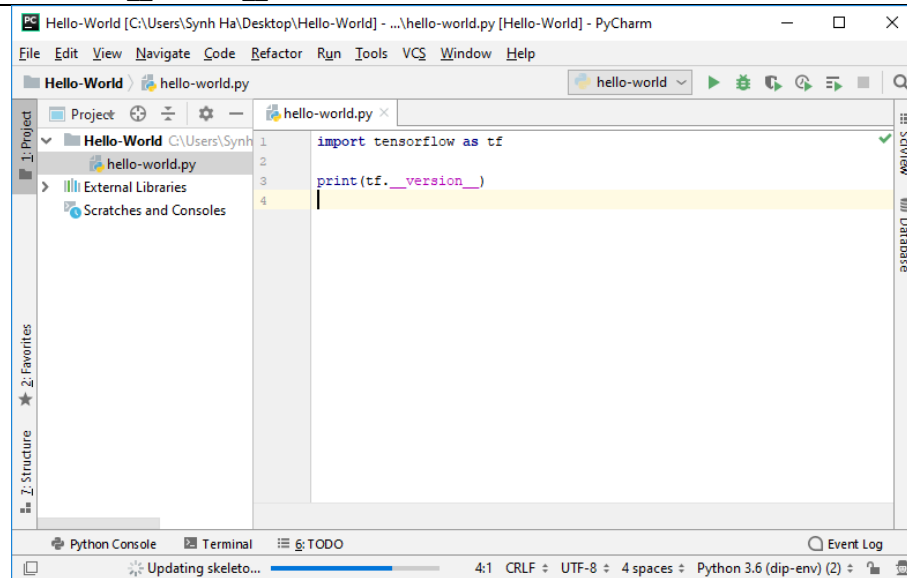 PC Hello-World [C:\Users\Synh Ha\Desktop\Hello-World] - ...\hello-world.py [Hello-World] - PyCharm
File Edit View Navigate Code Refactor Run Tools VCS Window Help
Hello-World hello-world.py hello-world
1: Project
Project
hello-world.py
Hello-World C:\Users\Synh
hello-world.py
External Libraries
Scratches and Consoles
1 import tensorflow as tf
2
3 print(tf.__version__)
4
SciView
Database
2: Favorites
7: Structure
Python Console Terminal 6: TODO Event Log
Updating skeleto... 4:1 CRLF UTF-8 4 spaces Python 3.6 (dip-env) (2)